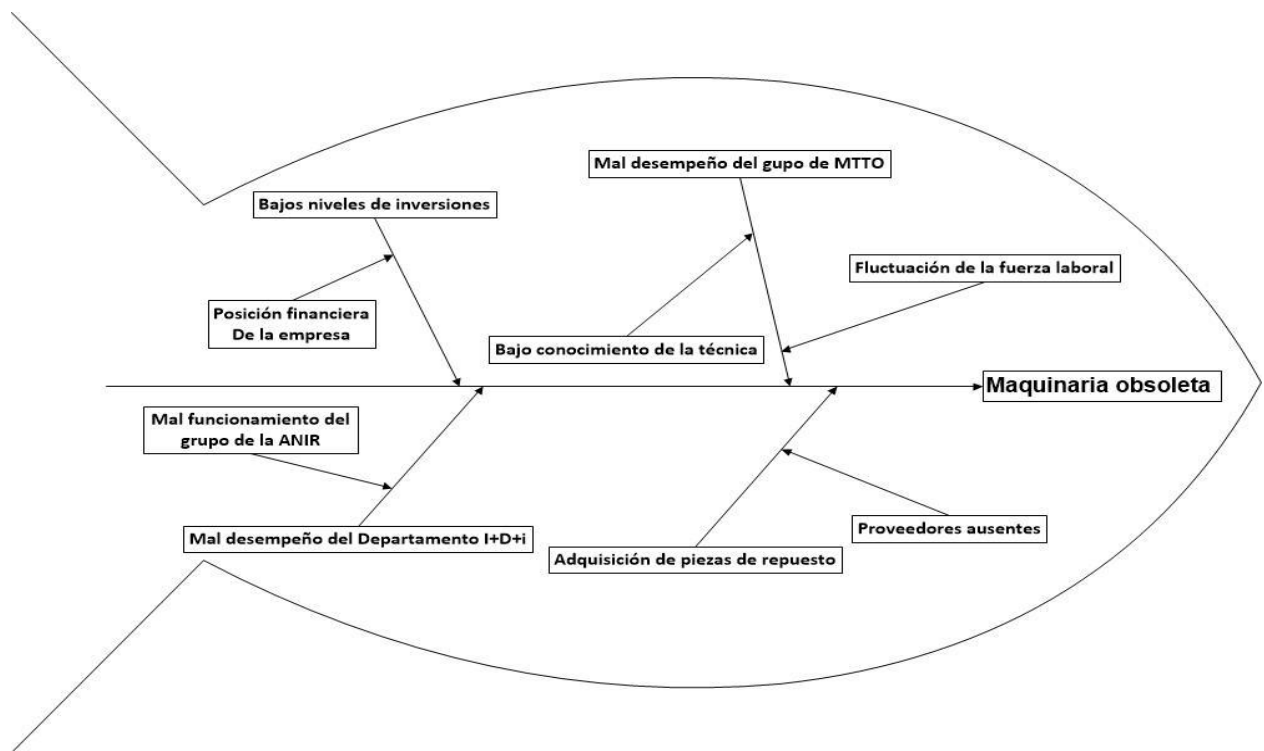 Mal desempeño del gupo de MTTO
Bajos niveles de inversiones
Fluctuación de la fuerza laboral
Posición financiera
De la empresa
Bajo conocimiento de la técnica
Maquinaria obsoleta
Mal funcionamiento del
grupo de la ANIR
Mal desempeño del Departamento I+D+i
Proveedores ausentes
Adquisición de piezas de repuesto